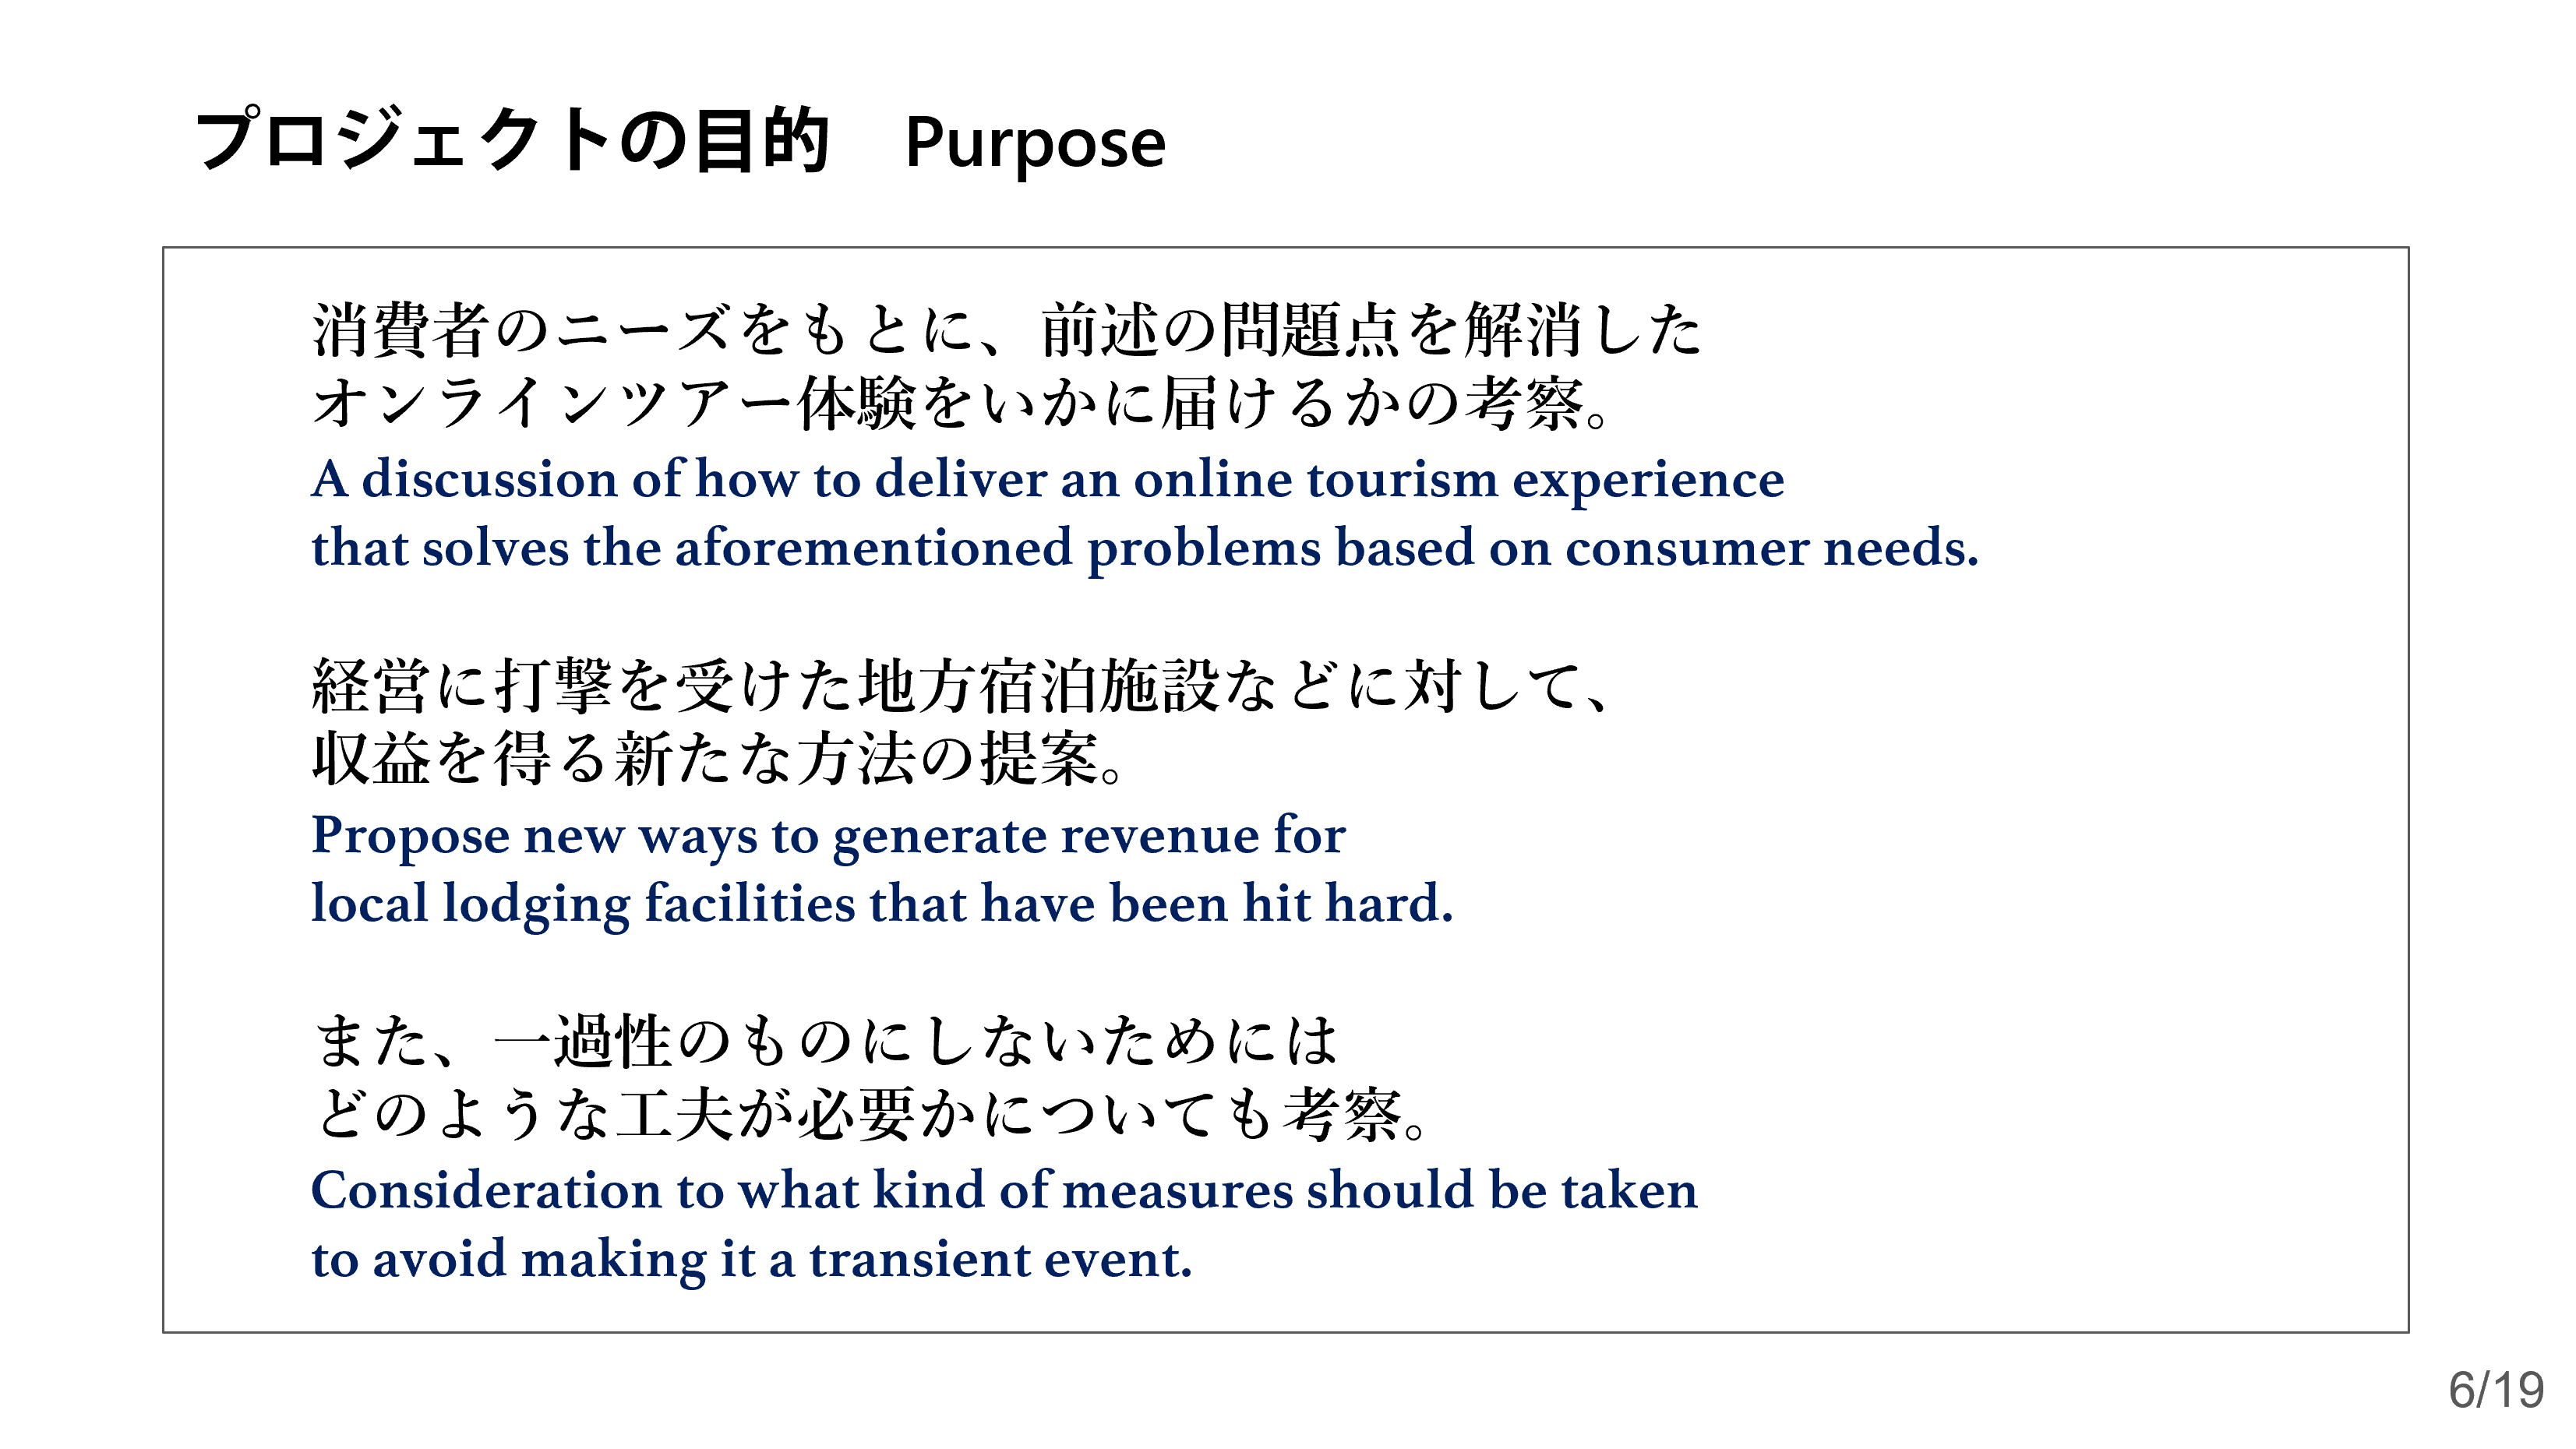 プロジェクトの目的　Purpose
消費者のニーズをもとに、前述の問題点を解消した
オンラインツアー体験をいかに届けるかの考察。
A discussion of how to deliver an online tourism experience
that solves the aforementioned problems based on consumer needs.
経営に打撃を受けた地方宿泊施設などに対して、
収益を得る新たな方法の提案。
Propose new ways to generate revenue for
local lodging facilities that have been hit hard.
また、一過性のものにしないためには
どのような工夫が必要かについても考察。
Consideration to what kind of measures should be taken
to avoid making it a transient event.
6/19